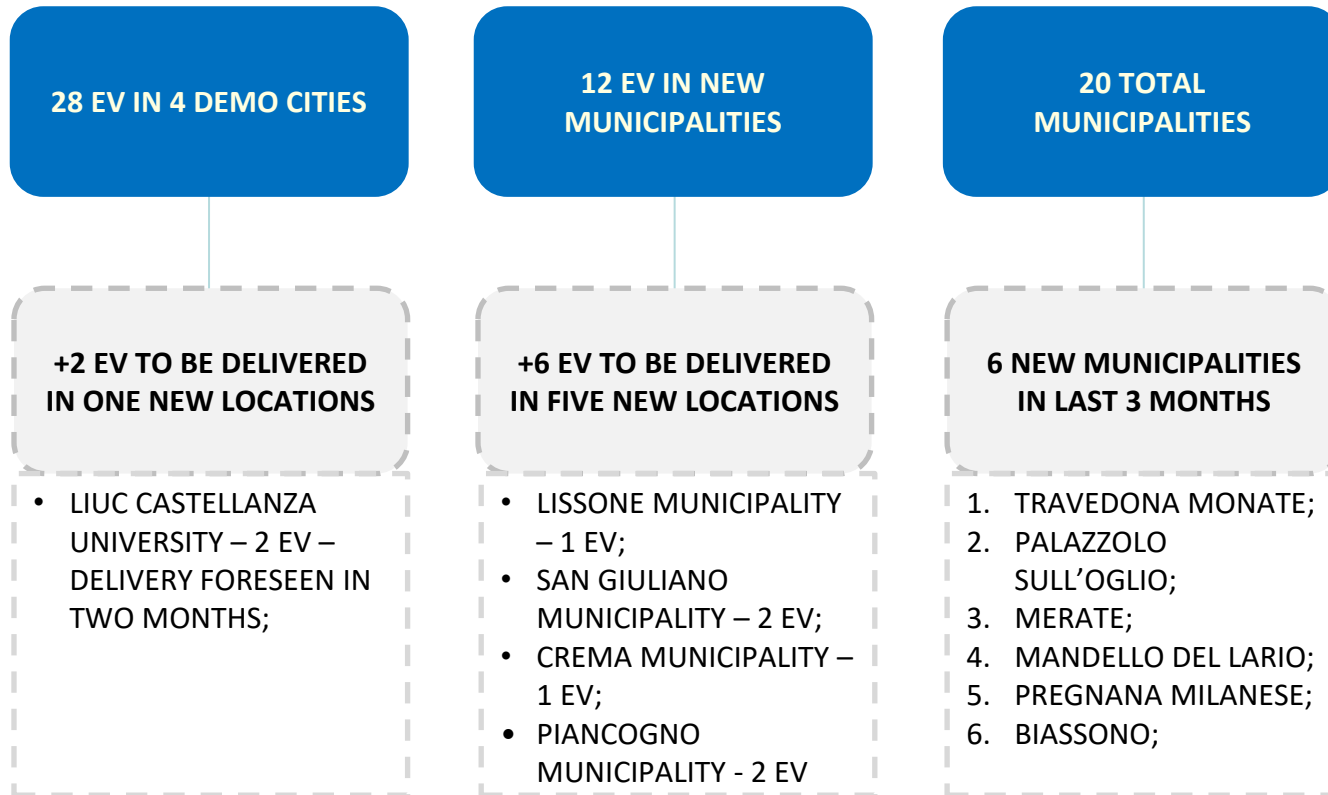 28 EV IN 4 DEMO CITIES
+2 EV TO BE DELIVERED
IN ONE NEW LOCATIONS
• LIUC CASTELLANZA
UNIVERSITY – 2 EV –
DELIVERY FORESEEN IN
TWO MONTHS;
12 EV IN NEW
MUNICIPALITIES
+6 EV TO BE DELIVERED
IN FIVE NEW LOCATIONS
• LISSONE MUNICIPALITY
– 1 EV;
• SAN GIULIANO
MUNICIPALITY – 2 EV;
• CREMA MUNICIPALITY –
1 EV;
• PIANCOGNO
MUNICIPALITY - 2 EV
20 TOTAL
MUNICIPALITIES
6 NEW MUNICIPALITIES
IN LAST 3 MONTHS
1. TRAVEDONA MONATE;
2. PALAZZOLO
SULL’OGLIO;
3. MERATE;
4. MANDELLO DEL LARIO;
5. PREGNANA MILANESE;
6. BIASSONO;